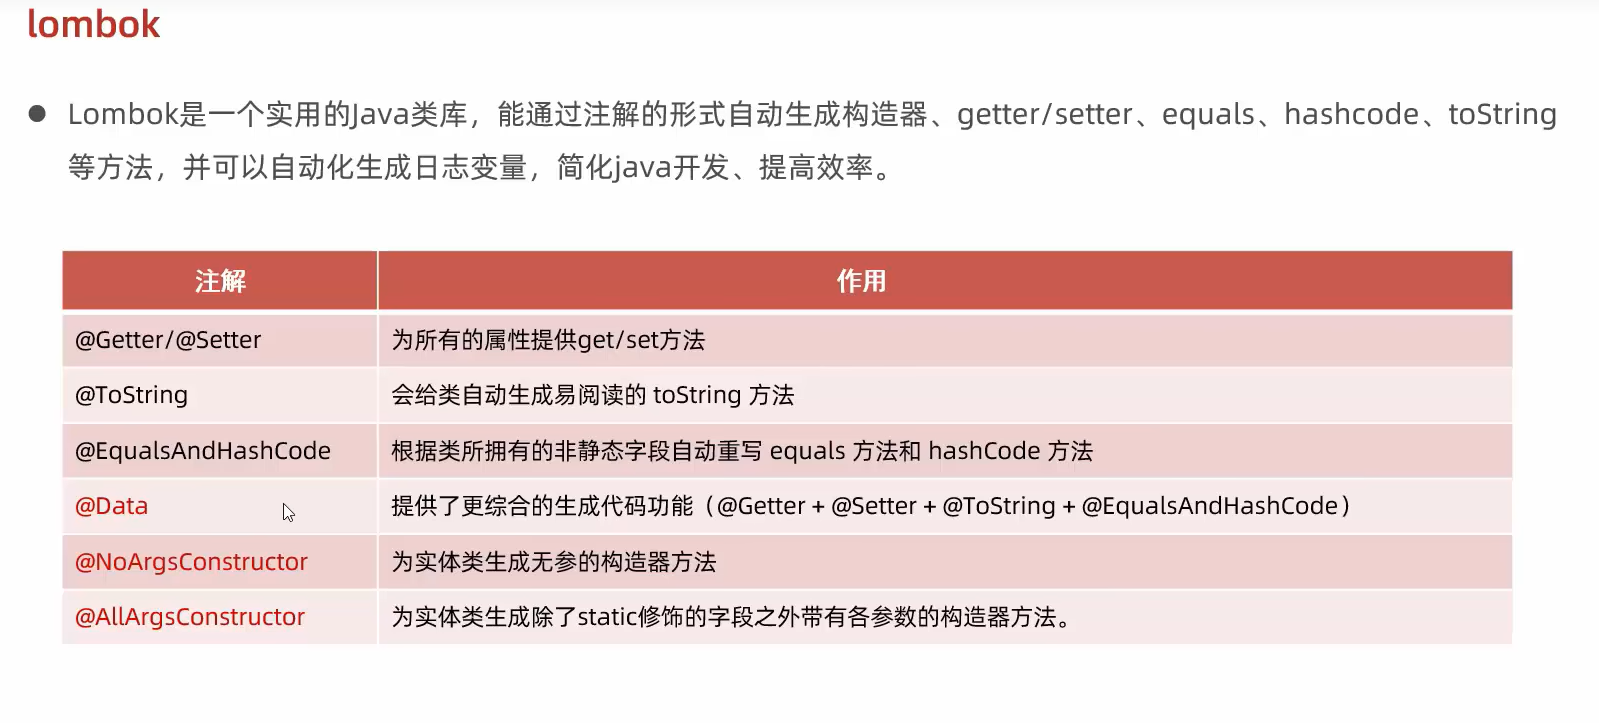 lombok
● Lombok是一个实用的Java类库，能通过注解的形式自动生成构造器、getter/setter、equals、hashcode、toString
等方法，并可以自动化生成日志变量，简化java开发、提高效率。
注解 作用
@Getter/@Setter 为所有的属性提供get/set方法
@ToString 会给类自动生成易阅读的 toString 方法
@EqualsAndHashCode 根据类所拥有的非静态字段自动重写 equals 方法和 hashCode 方法
@Data 提供了更综合的生成代码功能（@Getter + @Setter + @ToString + @EqualsAndHashCode）
@NoArgsConstructor 为实体类生成无参的构造器方法
@AllArgsConstructor 为实体类生成除了static修饰的字段之外带有各参数的构造器方法。